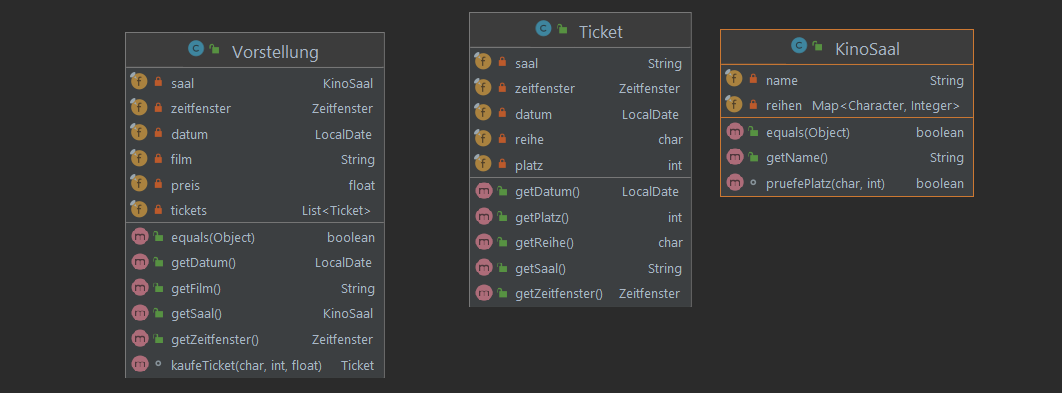 Vorstellung
saal KinoSaal
zeitfenster Zeitfenster
datum LocalDate
film String
preis float
tickets List<Ticket>
equals(Object) boolean
getDatum() LocalDate
getFilm() String
getSaal() KinoSaal
getZeitfenster() Zeitfenster
kaufeTicket(char, int, float) Ticket
Ticket
saal String
zeitfenster Zeitfenster
datum LocalDate
reihe char
platz int
getDatum() LocalDate
getPlatz() int
getReihe() char
getSaal() String
getZeitfenster() Zeitfenster
KinoSaal
name String
reihen Map<Character, Integer>
equals(Object) boolean
getName() String
pruefePlatz(char, int) boolean